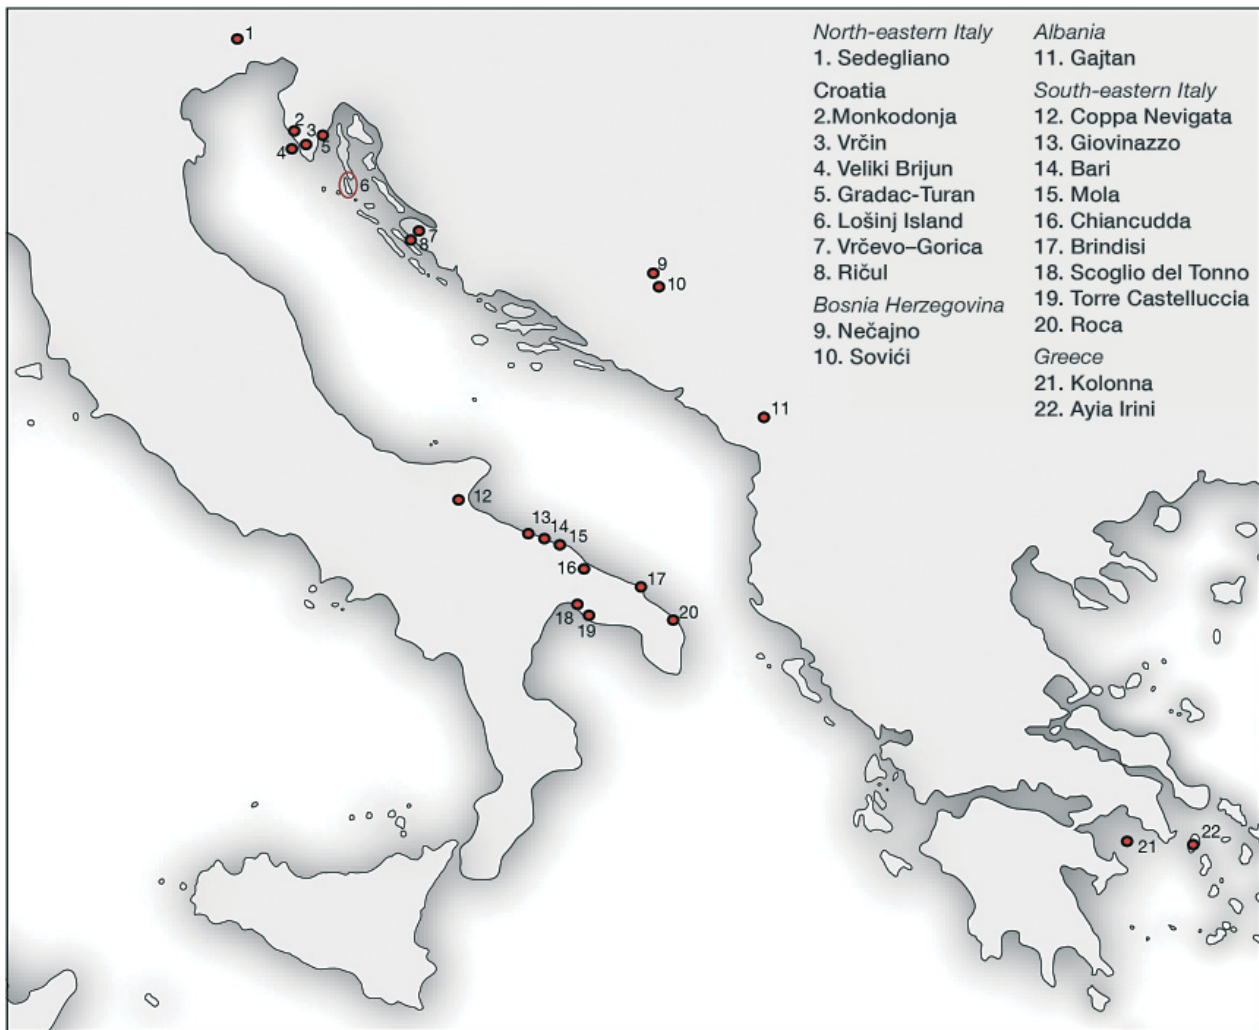 North-eastern Italy
1. Sedegliano
Croatia
2.Monkodonja
3. Vrčin
4. Veliki Brijun
5. Gradac-Turan
6. Lošinj Island
7. Vrčevo–Gorica
8. Ričul
Bosnia Herzegovina
9. Nečajno
10. Sovići
Albania
11. Gajtan
South-eastern Italy
12. Coppa Nevigata
13. Giovinazzo
14. Bari
15. Mola
16. Chiancudda
17. Brindisi
18. Scoglio del Tonno
19. Torre Castelluccia
20. Roca
Greece
21. Kolonna
22. Ayia Irini
1
2
3
4
5
6
7
8
9
10
11
12
13
14
15
16
17
18
19
20
21
22